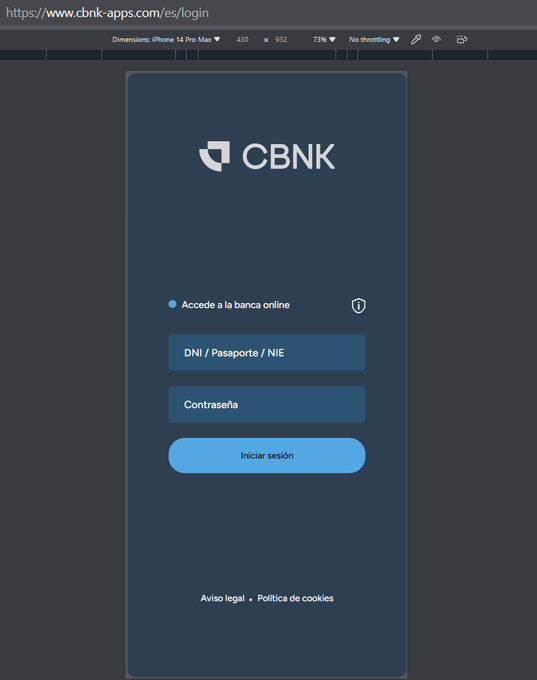 https://www.cbnk-apps.com/es/login
Dimensions: iPhone 14 Pro Max ▼ 430 × 932 73% ▼ No throttling ▼
CBNK
Accede a la banca online
DNI / Pasaporte / NIE
Contraseña
Iniciar sesión
Aviso legal • Política de cookies